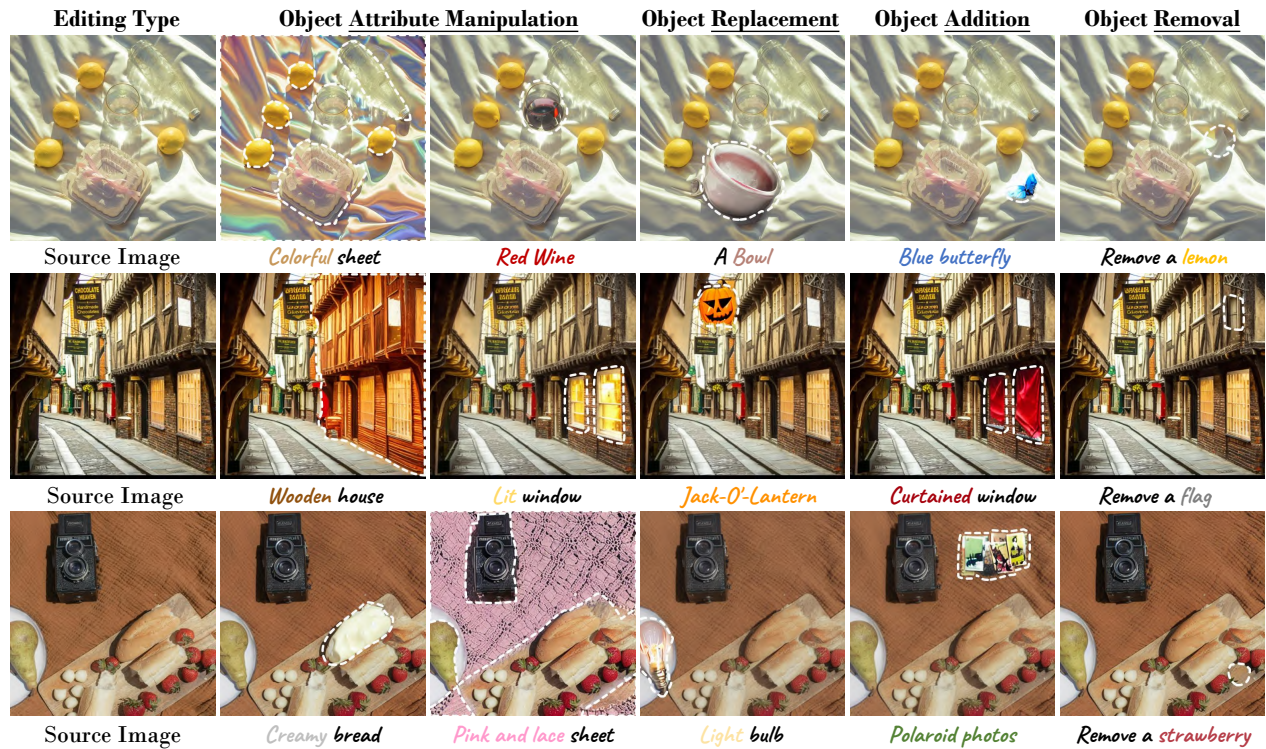 Editing Type Object Attribute Manipulation Object Replacement Object Addition Object Removal
Source Image Colorful sheet Red Wine A Bowl Blue butterfly Remove a lemon
CHOCOLATE
HEAVEN
Source Image Wooden house Lit window Jack-O'-Lantern Curtained window Remove a flag
Source Image Creamy bread Pink and lace sheet Light bulb Polaroid photos Remove a strawberry